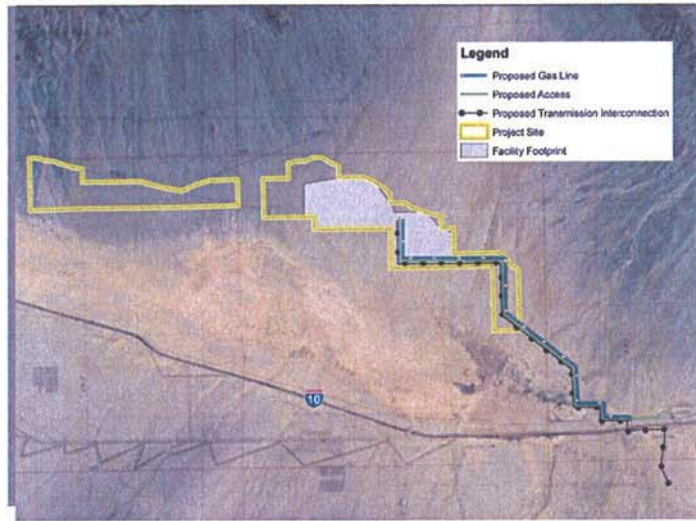 Legend
Proposed Gas Line
Proposed Access
Proposed Transmission Interconnection
Project Site
Facility Footprint
10